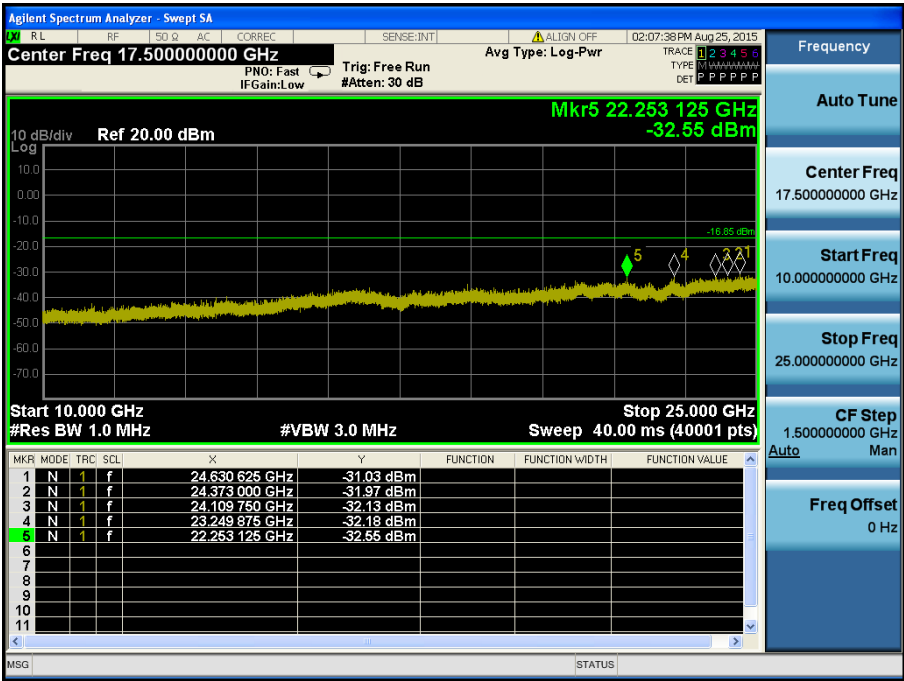 Agilent Spectrum Analyzer - Swept SA
LXI RL RF 50 Ω AC CORREC SENSE:INT ALIGN OFF 02:07:38 PM Aug 25, 2015
Center Freq 17.500000000 GHz
PNO: Fast
IFGain:Low
Trig: Free Run
#Atten: 30 dB
Avg Type: Log-Pwr
TRACE 1 2 3 4 5 6
TYPE M WWWWW
DET P P P P P P
Mkr5 22.253 125 GHz
-32.55 dBm
10 dB/div Ref 20.00 dBm
Log
10.0
0.00
-10.0
-20.0
-30.0
-40.0
-50.0
-60.0
-70.0
-16.85 dBm
5 4 3 2 1
Start 10.000 GHz Stop 25.000 GHz
#Res BW 1.0 MHz #VBW 3.0 MHz Sweep 40.00 ms (40001 pts)
MKR MODE TRC SCL X Y FUNCTION FUNCTION WIDTH FUNCTION VALUE
1 N 1 f 24.630 625 GHz -31.03 dBm
2 N 1 f 24.373 000 GHz -31.97 dBm
3 N 1 f 24.109 750 GHz -32.13 dBm
4 N 1 f 23.249 875 GHz -32.18 dBm
5 N 1 f 22.253 125 GHz -32.55 dBm
6
7
8
9
10
11
MSG STATUS
Frequency
Auto Tune
Center Freq
17.500000000 GHz
Start Freq
10.000000000 GHz
Stop Freq
25.000000000 GHz
CF Step
1.500000000 GHz
Auto Man
Freq Offset
0 Hz